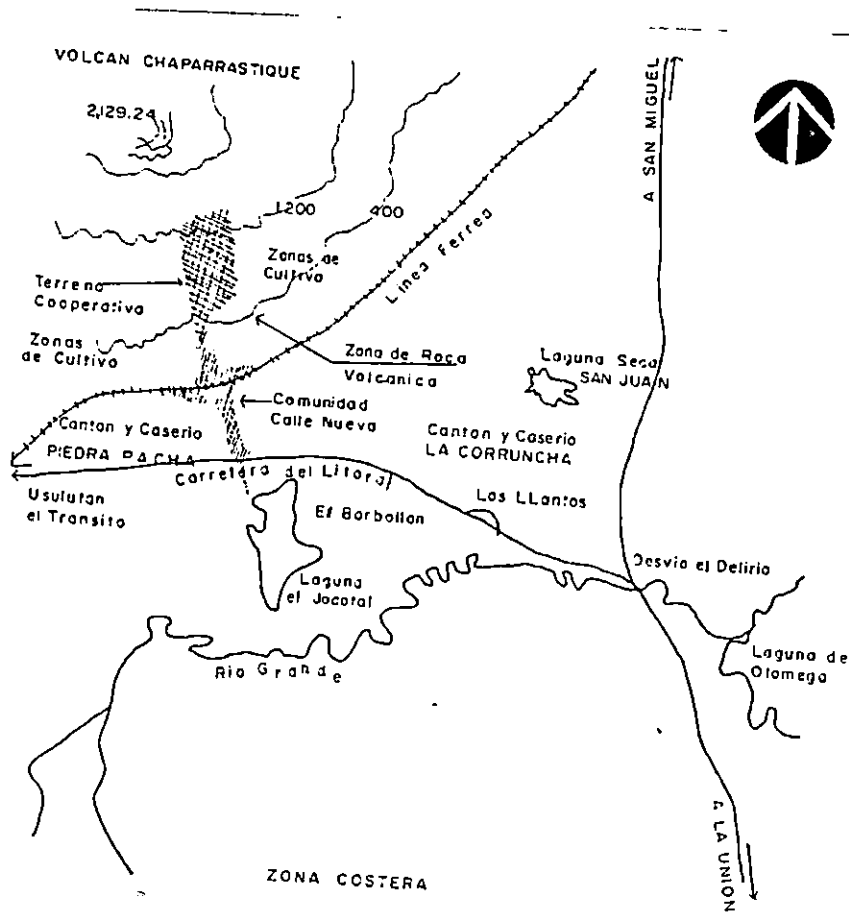 VOLCAN CHAPARRASTIQUE
2,129.24
A SAN MIGUEL
1200
400
Linea Ferrea
Zonas de
Cultivo
Terreno
Cooperativa
Zonas
de Cultivo
Zona de Roca
Volcanica
Laguna Seca
SAN JUAN
Comunidad
Calle Nueva
Canton y Caserio
PIEDRA PACHA
Canton y Caserio
LA CORRUNCHA
Carretera del Litoral
Usulutan
el Transito
El Borbollon
Los LLantos
Laguna
el Jocotal
Desvio el Delirio
Rio Grande
Laguna de
Olomega
A LA UNION
ZONA COSTERA